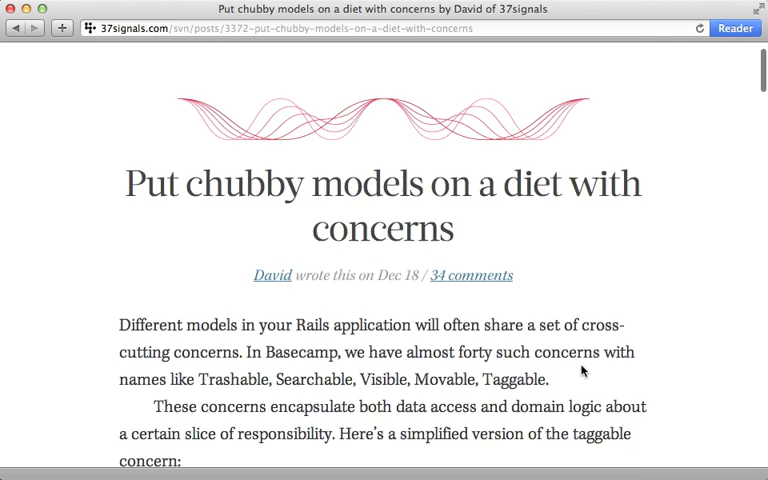 Put chubby models on a diet with concerns by David of 37signals
37signals.com/svn/posts/3372-put-chubby-models-on-a-diet-with-concerns
Reader
Put chubby models on a diet with
concerns
David wrote this on Dec 18 / 34 comments
Different models in your Rails application will often share a set of cross-
cutting concerns. In Basecamp, we have almost forty such concerns with
names like Trashable, Searchable, Visible, Movable, Taggable.
These concerns encapsulate both data access and domain logic about
a certain slice of responsibility. Here's a simplified version of the taggable
concern: